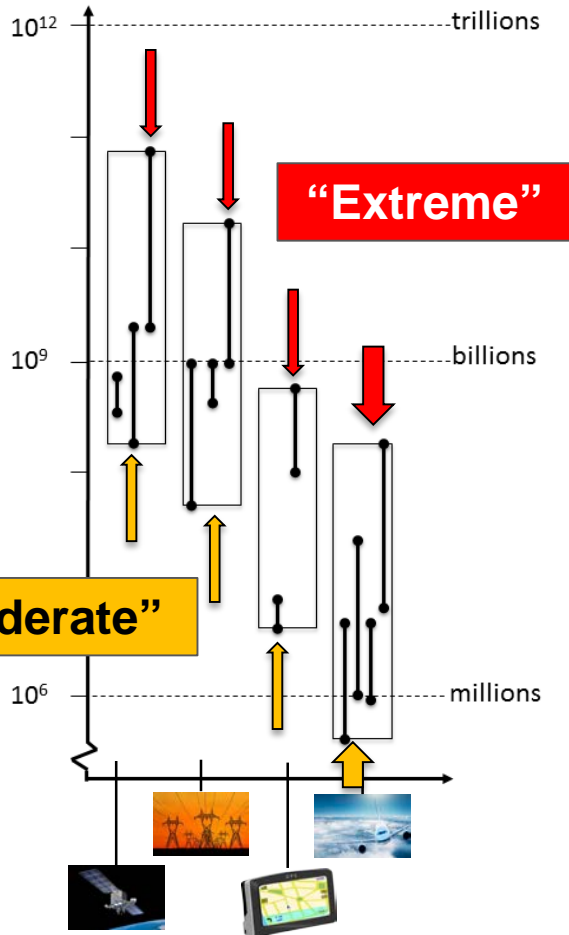 10¹² trillions
“Extreme”
10⁹ billions
derate”
10⁶ millions